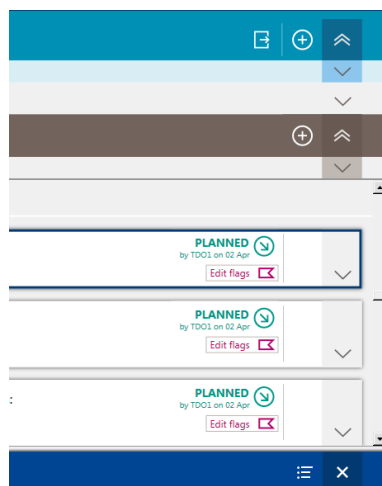 PLANNED
by TDO1 on 02 Apr
Edit flags
PLANNED
by TDO1 on 02 Apr
Edit flags
:
PLANNED
by TDO1 on 02 Apr
Edit flags